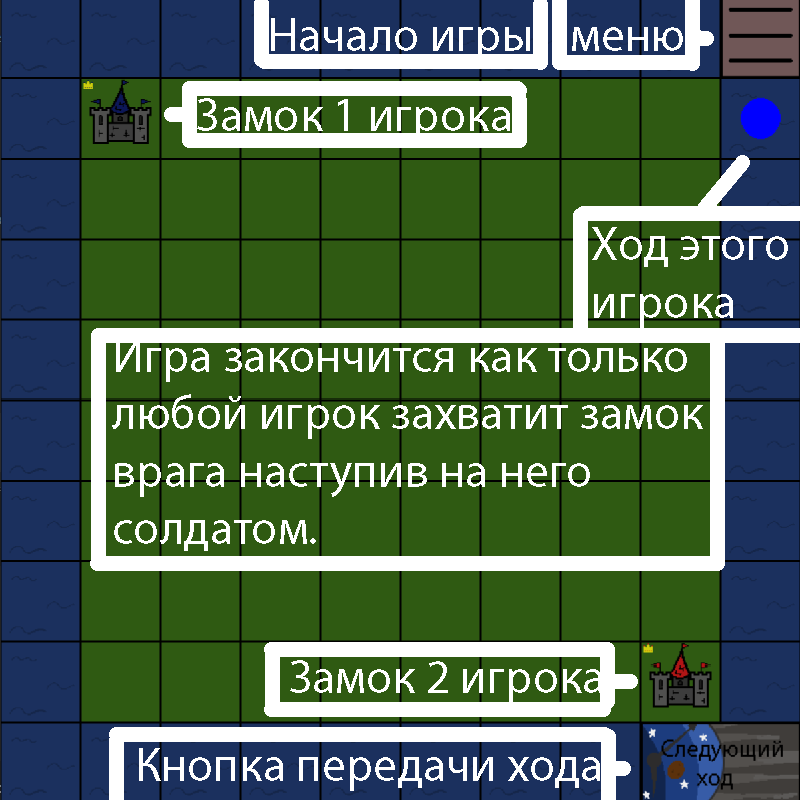 Начало игры
меню
Замок 1 игрока
Ход этого
игрока
Игра закончится как только
любой игрок захватит замок
врага наступив на него
солдатом.
Замок 2 игрока
Кнопка передачи хода
Следующий
ход